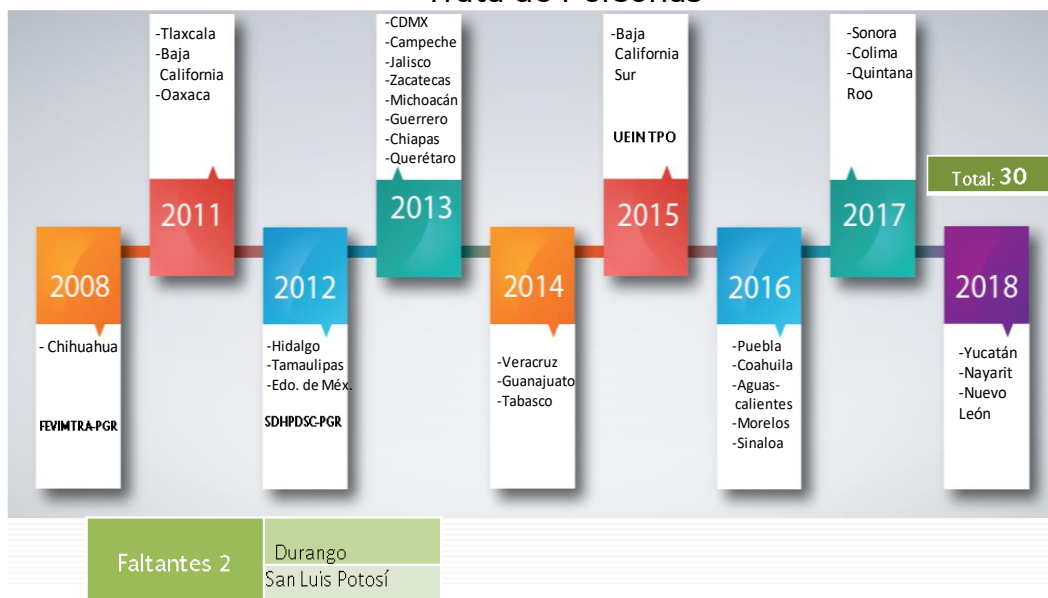 Trata de Personas
-Tlaxcala
-Baja
California
-Oaxaca
-CDMX
-Campeche
-Jalisco
-Zacatecas
-Michoacán
-Guerrero
-Chiapas
-Querétaro
-Baja
California
Sur
UEINTPO
-Sonora
-Colima
-Quintana
Roo
Total: 30
2011
2013
2015
2017
2008
2012
2014
2016
2018
- Chihuahua
FEVIMTRA-PGR
-Hidalgo
-Tamaulipas
-Edo. de Méx.
SDHPDSC-PGR
-Veracruz
-Guanajuato
-Tabasco
-Puebla
-Coahuila
-Aguas-
calientes
-Morelos
-Sinaloa
-Yucatán
-Nayarit
-Nuevo
León
Faltantes 2
Durango
San Luis Potosí